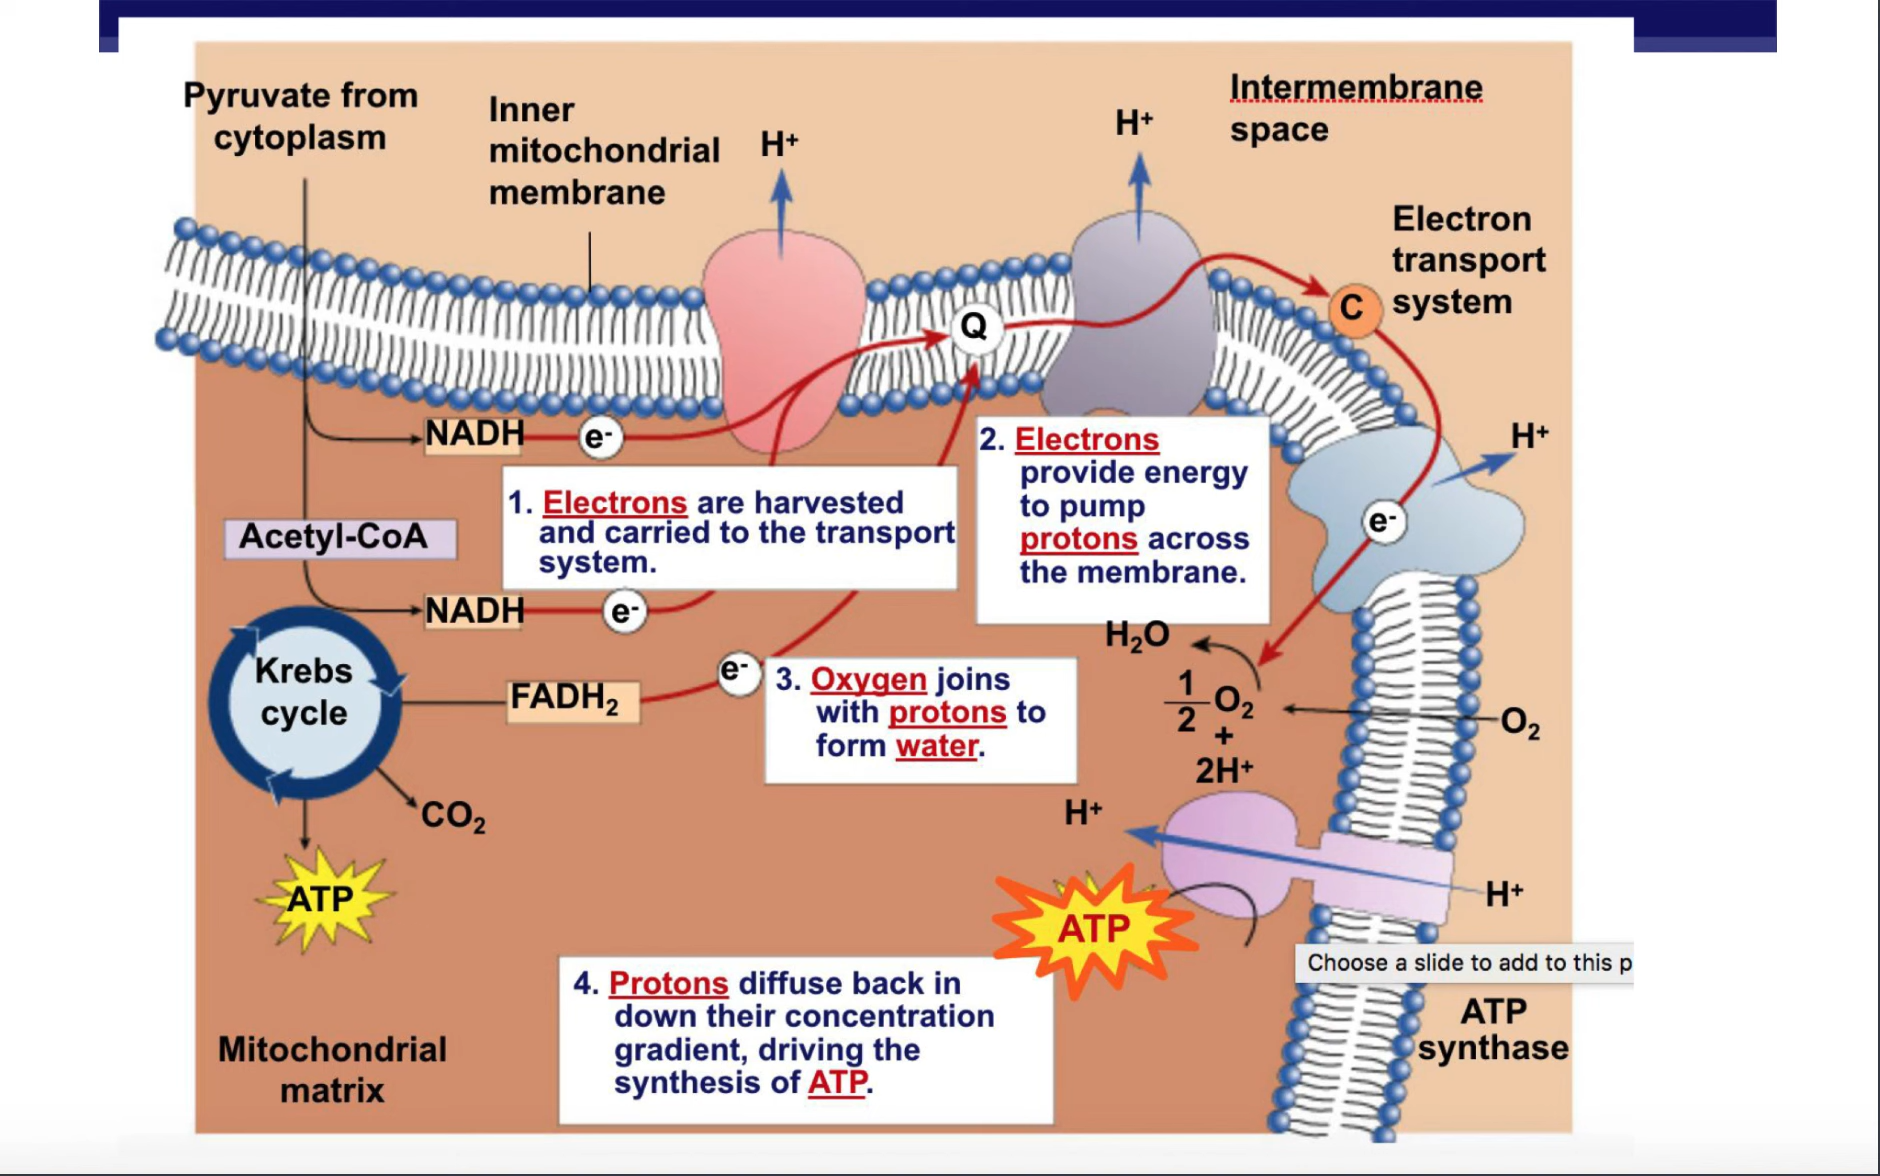 Pyruvate from
cytoplasm
Inner
mitochondrial
membrane
H+
H+
Intermembrane
space
Electron
transport
system
Q
C
NADH
e-
H+
1. Electrons are harvested
and carried to the transport
system.
2. Electrons
provide energy
to pump
protons across
the membrane.
e-
Acetyl-CoA
NADH
e-
Krebs
cycle
FADH2
e-
3. Oxygen joins
with protons to
form water.
H2O
1
2
O2
+
2H+
O2
CO2
ATP
H+
H+
ATP
Choose a slide to add to this p
4. Protons diffuse back in
down their concentration
gradient, driving the
synthesis of ATP.
ATP
synthase
Mitochondrial
matrix